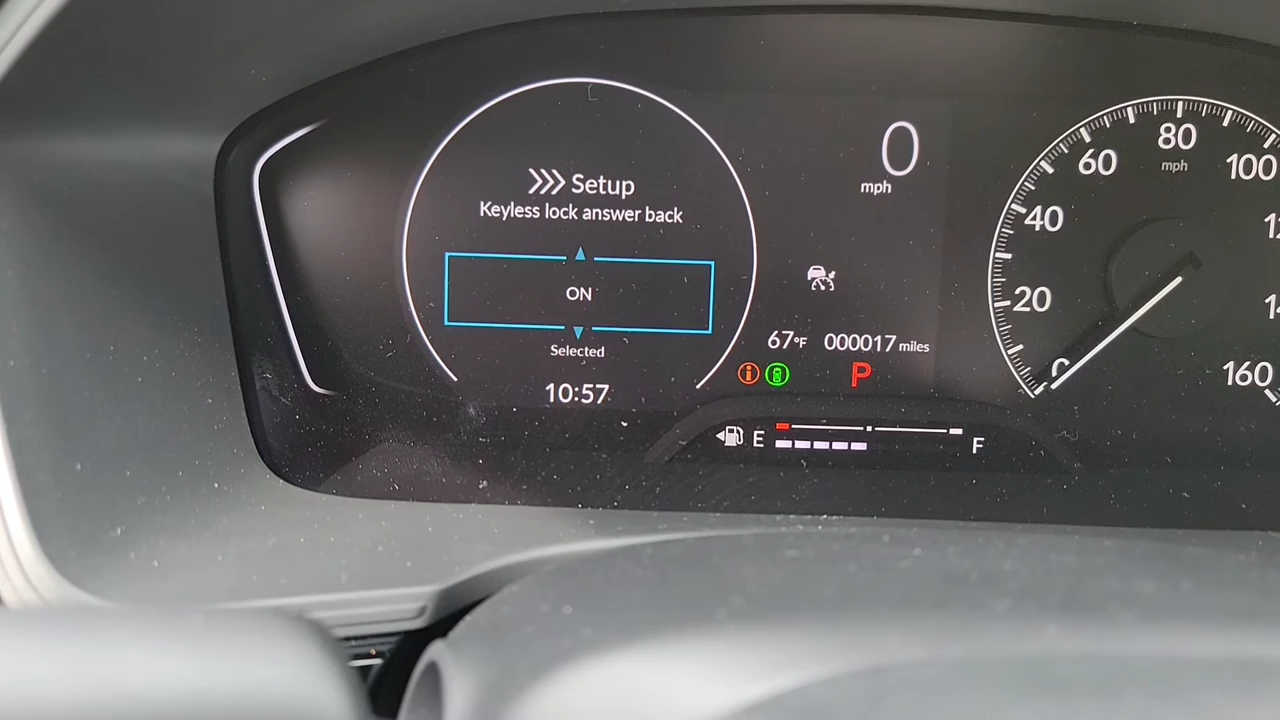 Setup
Keyless lock answer back
ON
Selected
10:57
0
mph
67°F 000017 miles
P
E
F
20
40
60
80
mph
100
160